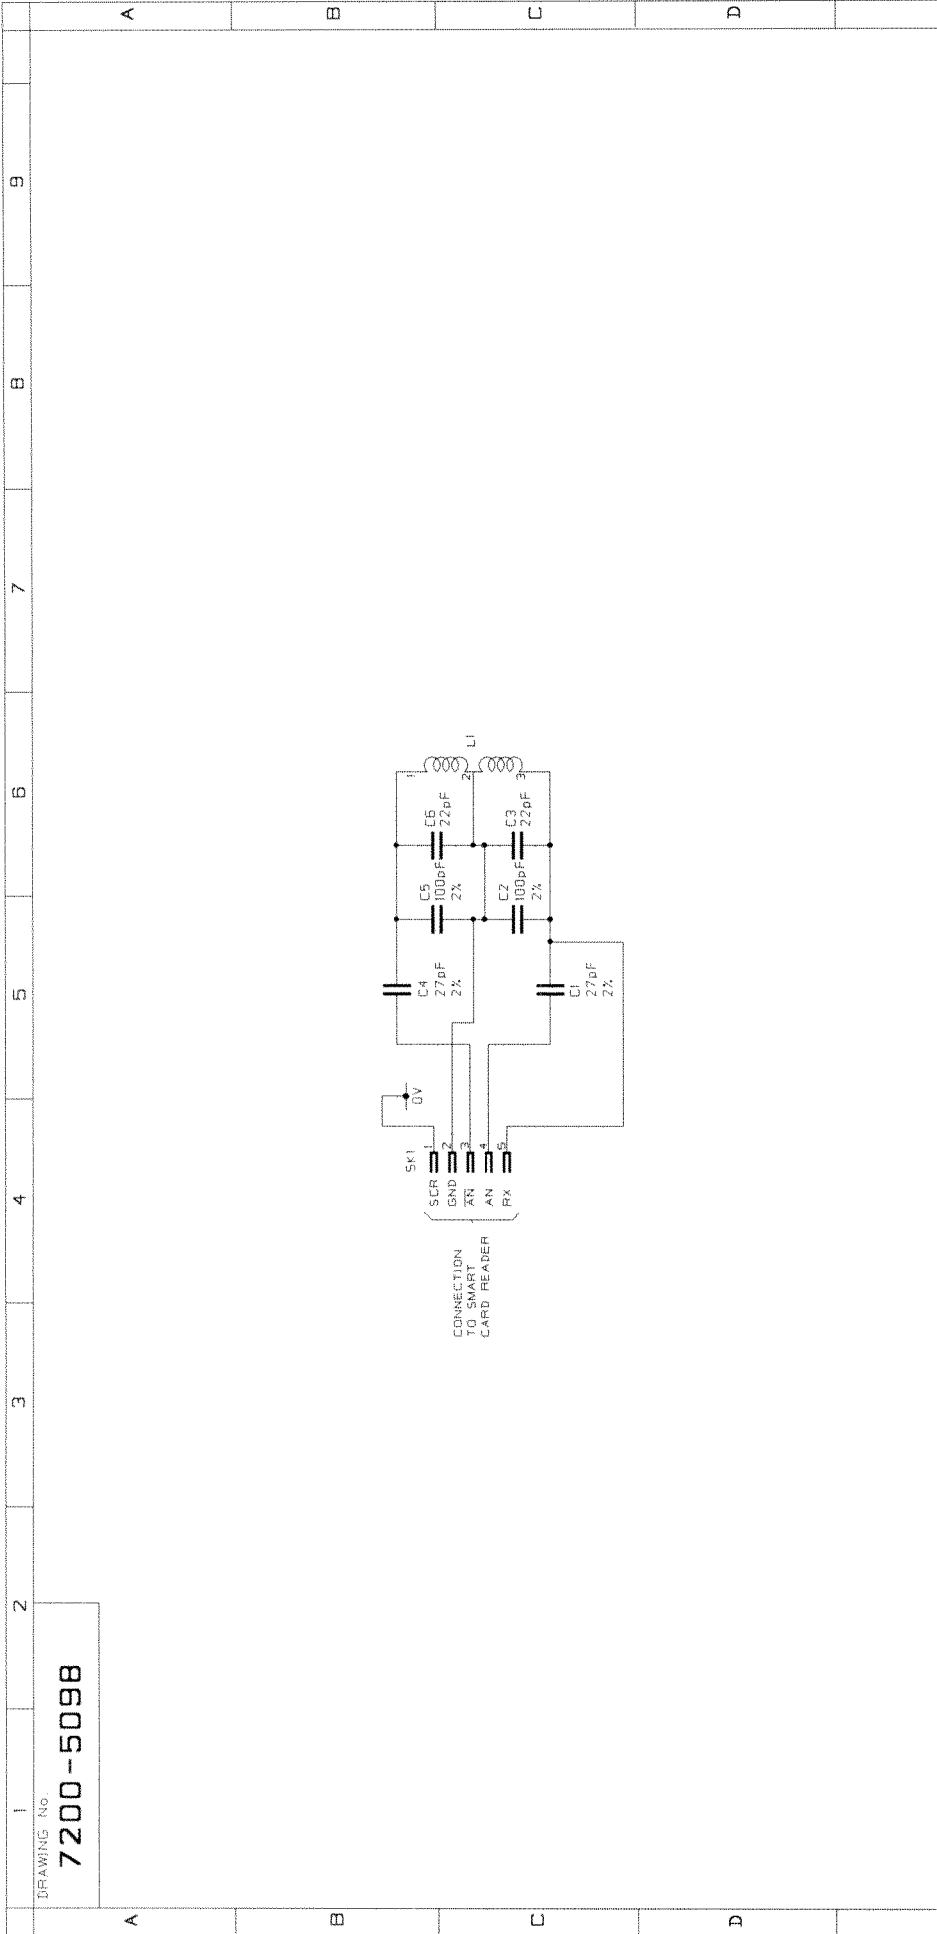 DRAWING No.
7200-509B
1
2
3
4
5
6
7
8
9
A
B
C
D
A
B
C
D
CONNECTION
TO SMART
CARD READER
SK1
SCR 1
GND 2
AN 3
AN 4
RX 5
0V
C4
27pF
2%
C1
27pF
2%
C5
100pF
2%
C2
100pF
2%
C6
22pF
C3
22pF
1
2
3
L1